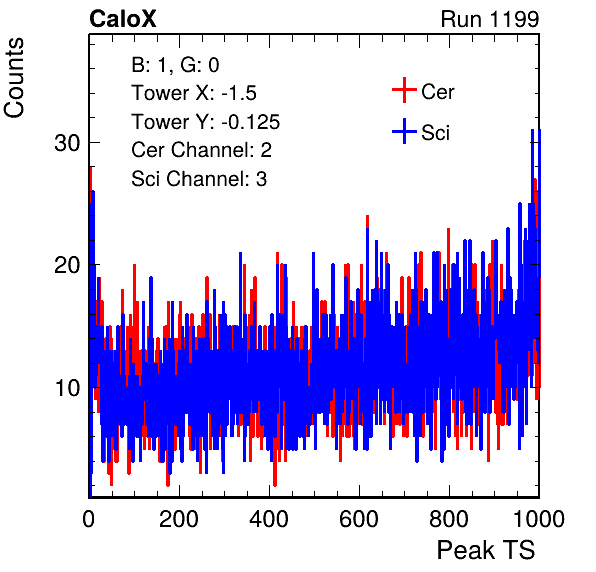 CaloX Run 1199
Counts
B: 1, G: 0
Tower X: -1.5
Tower Y: -0.125
Cer Channel: 2
Sci Channel: 3
Cer
Sci
30
20
10
0 200 400 600 800 1000
Peak TS